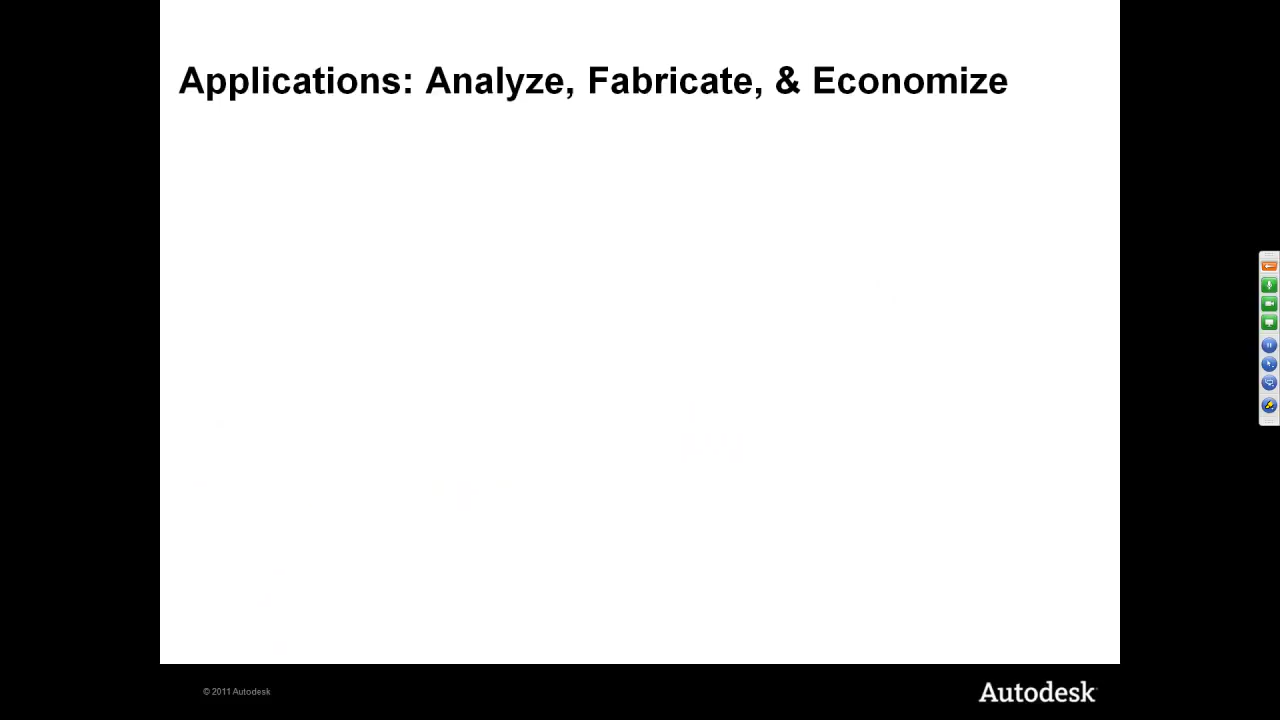 Applications: Analyze, Fabricate, & Economize
© 2011 Autodesk
Autodesk